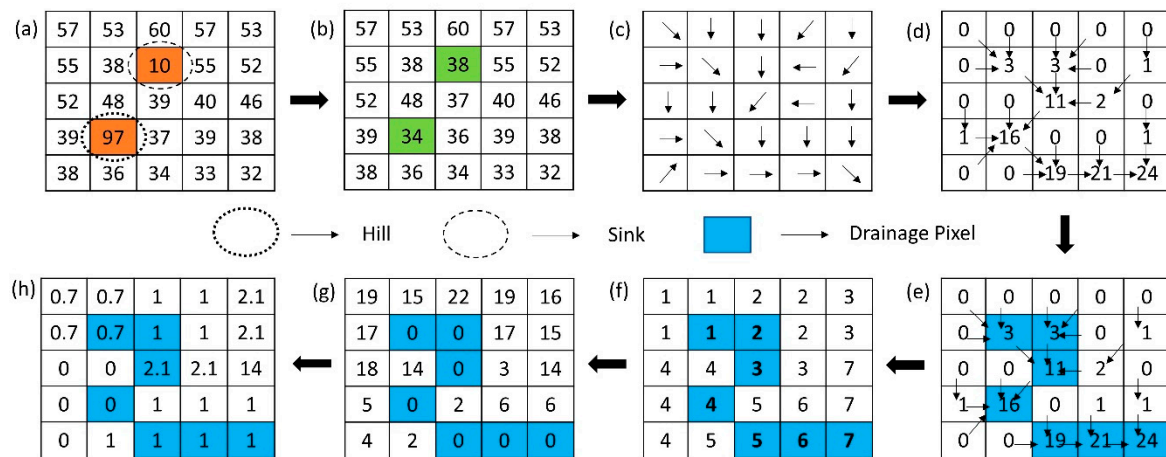 (a) 57 53 60 57 53
55 38 10 55 52
52 48 39 40 46
39 97 37 39 38
38 36 34 33 32
(b) 57 53 60 57 53
55 38 38 55 52
52 48 37 40 46
39 34 36 39 38
38 36 34 33 32
(c)
(d) 0 0 0 0 0
0 3 3 0 1
0 0 11 2 0
1 16 0 0 1
0 0 19 21 24
Hill Sink Drainage Pixel
(h) 0.7 0.7 1 1 2.1
0.7 0.7 1 1 2.1
0 0 2.1 2.1 14
0 0 1 1 1
0 1 1 1 1
(g) 19 15 22 19 16
17 0 0 17 15
18 14 0 3 14
5 0 2 6 6
4 2 0 0 0
(f) 1 1 2 2 3
1 1 2 2 3
4 4 3 3 7
4 4 5 6 7
4 5 5 6 7
(e) 0 0 0 0 0
0 3 3 0 1
0 0 11 2 0
1 16 0 1 1
0 0 19 21 24